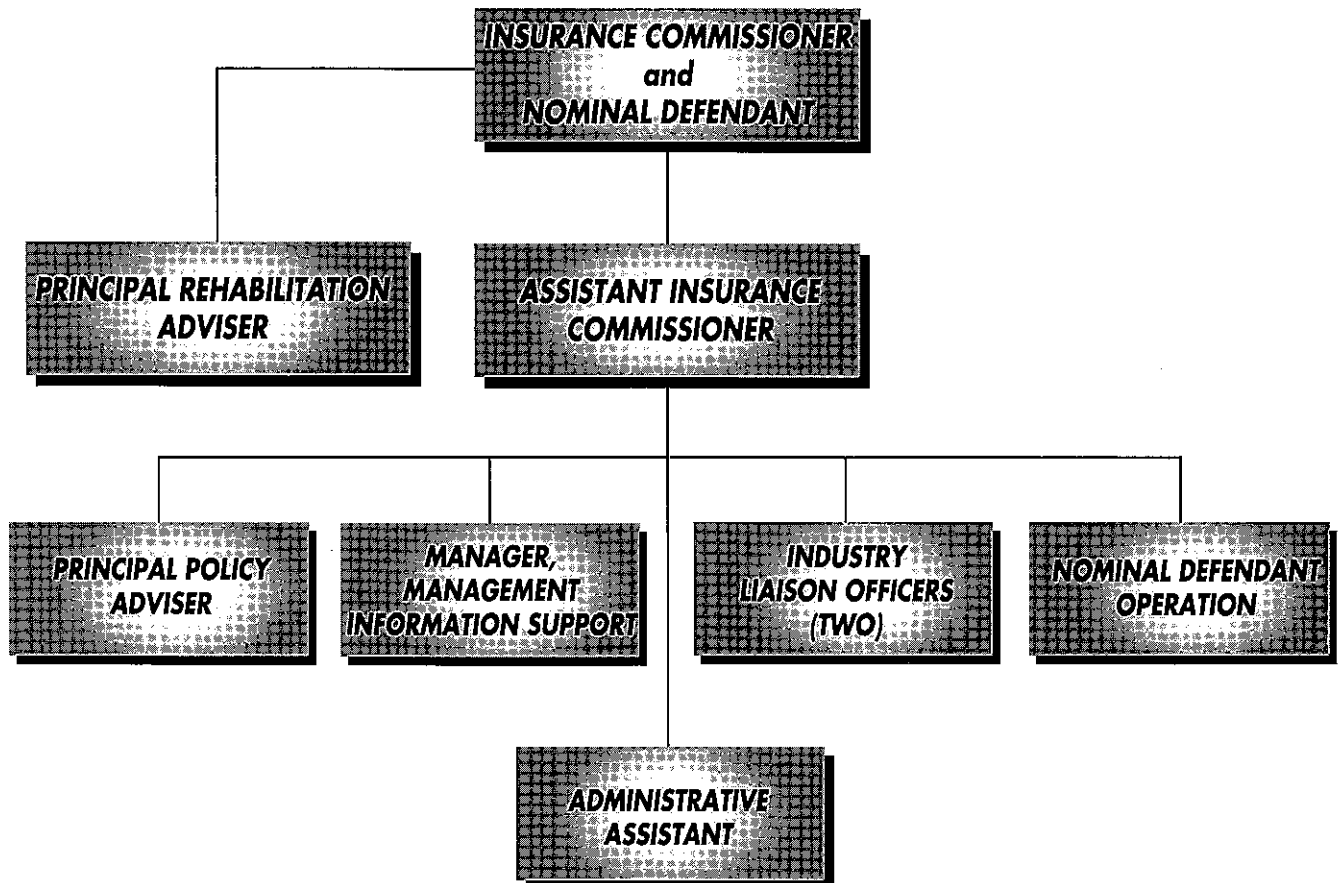 INSURANCE COMMISSIONER
and
NOMINAL DEFENDANT
PRINCIPAL REHABILITATION
ADVISER
ASSISTANT INSURANCE
COMMISSIONER
PRINCIPAL POLICY
ADVISER
MANAGER,
MANAGEMENT
INFORMATION SUPPORT
INDUSTRY
LIAISON OFFICERS
(TWO)
NOMINAL DEFENDANT
OPERATION
ADMINISTRATIVE
ASSISTANT